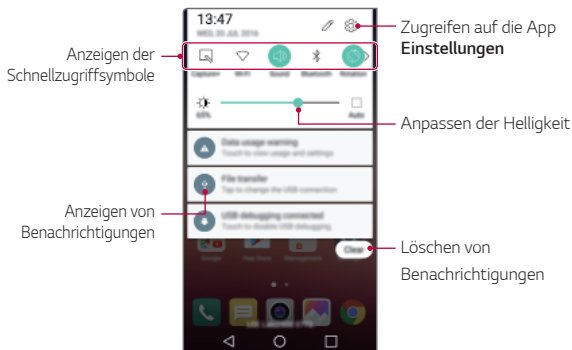 13:47
WED, 20 JUL, 2016
Zugreifen auf die App
Einstellungen
Anzeigen der
Schnellzugriffsymbole
Capture+ Wi-Fi Sound Bluetooth Rotation
65% Auto
Anpassen der Helligkeit
Data usage warning
Touch to view usage and settings
File transfer
Tap to change the USB connection
Anzeigen von
Benachrichtigungen
USB debugging connected
Touch to disable USB debugging.
Clear
Löschen von
Benachrichtigungen
Google Play Store Management